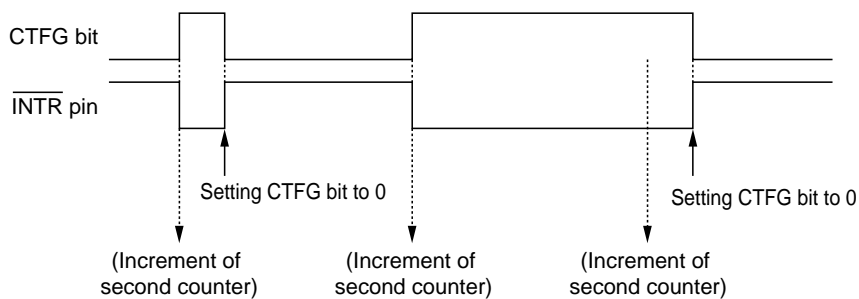 CTFG bit
INTR pin
Setting CTFG bit to 0
Setting CTFG bit to 0
(Increment of
second counter)
(Increment of
second counter)
(Increment of
second counter)